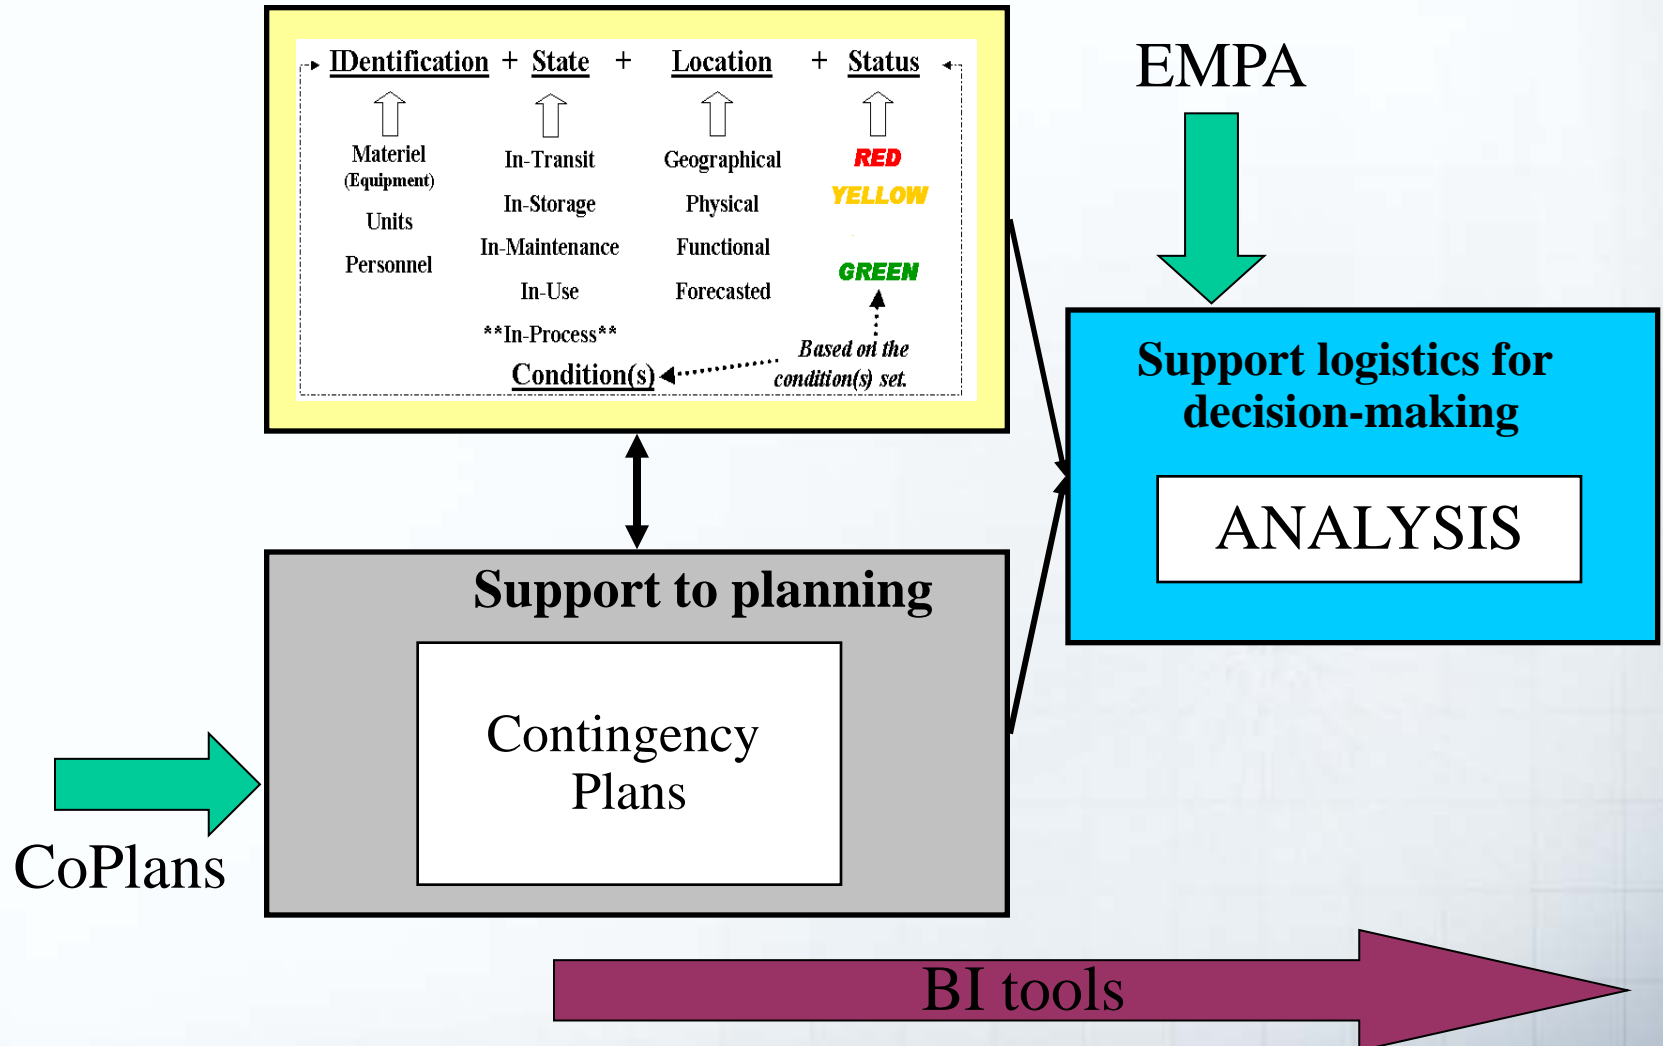 IDentification + State + Location + Status
Materiel
(Equipment)
Units
Personnel
In-Transit
In-Storage
In-Maintenance
In-Use
**In-Process**
Condition(s)
Geographical
Physical
Functional
Forecasted
RED
YELLOW
GREEN
Based on the
condition(s) set.
EMPA
Support logistics for
decision-making
ANALYSIS
Support to planning
Contingency
Plans
CoPlans
BI tools